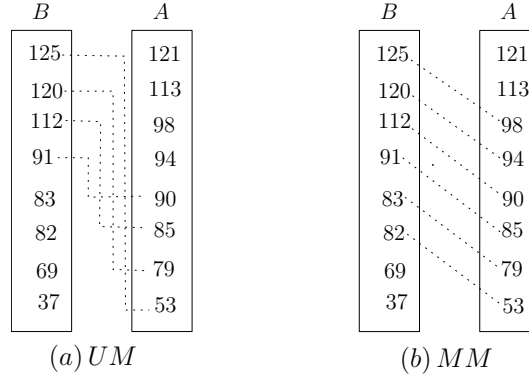 B A B A
125 121 125 121
120 113 120 113
112 98 112 98
91 94 91 94
83 90 83 90
82 85 82 85
69 79 69 79
37 53 37 53
(a) UM (b) MM